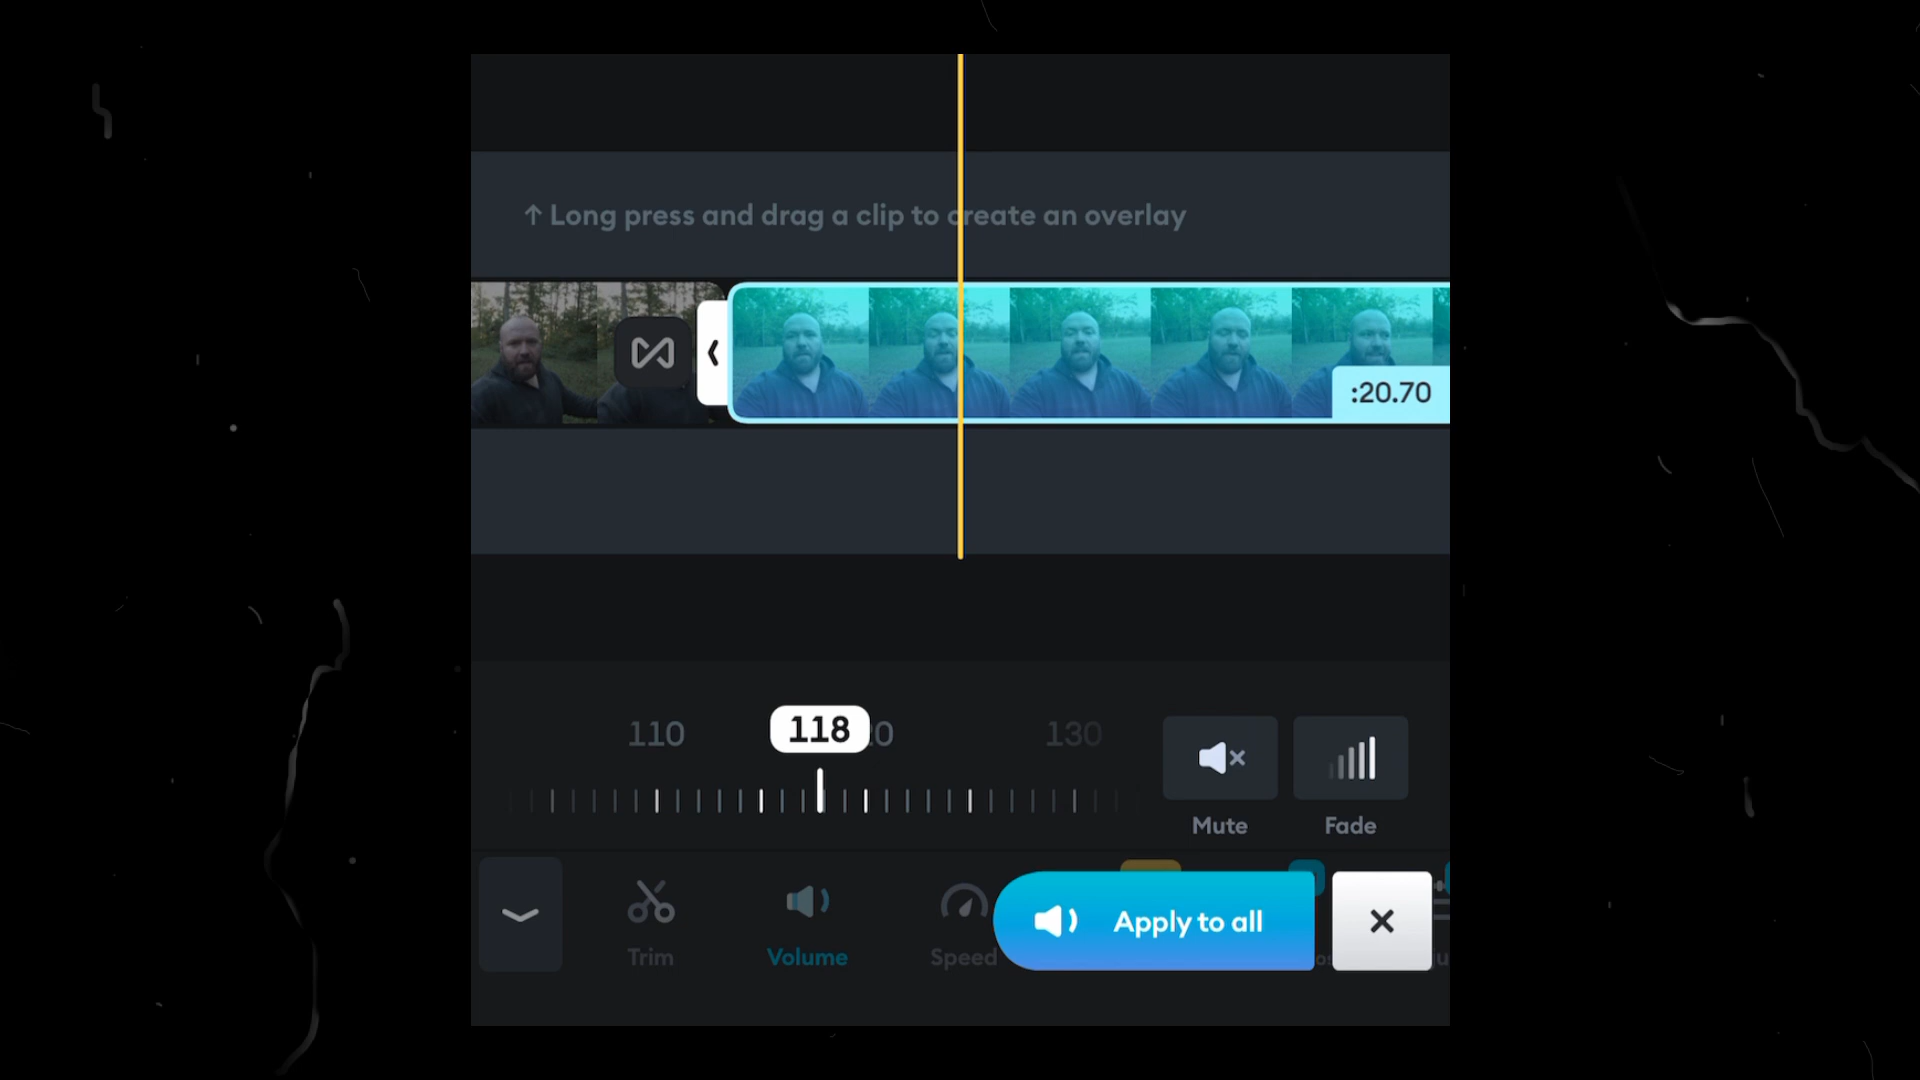 ↑ Long press and drag a clip to create an overlay
:20.70
110 118 130
Mute Fade
Trim Volume Speed Apply to all